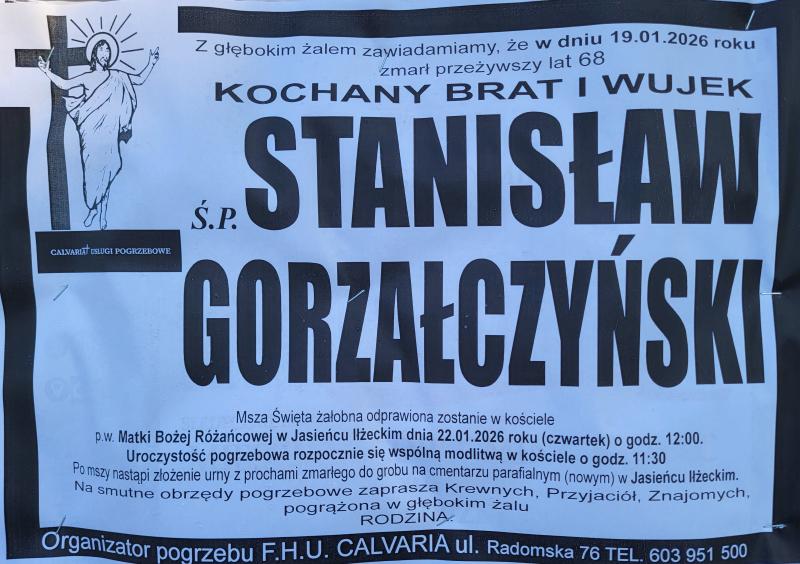 Z głębokim żalem zawiadamiamy, że w dniu 19.01.2026 roku
zmarł przeżywszy lat 68
KOCHANY BRAT I WUJEK
Ś.P. STANISŁAW
GORZAŁCZYŃSKI
CALVARIA USŁUGI POGRZEBOWE
Msza Święta żałobna odprawiona zostanie w kościele
p.w. Matki Bożej Różańcowej w Jasieńcu Iłżeckim dnia 22.01.2026 roku (czwartek) o godz. 12:00.
Uroczystość pogrzebowa rozpocznie się wspólną modlitwą w kościele o godz. 11:30
Po mszy nastąpi złożenie urny z prochami zmarłego do grobu na cmentarzu parafialnym (nowym) w Jasieńcu Iłżeckim.
Na smutne obrzędy pogrzebowe zaprasza Krewnych, Przyjaciół, Znajomych,
pogrążona w głębokim żalu
RODZINA.
Organizator pogrzebu F.H.U. CALVARIA ul. Radomska 76 TEL. 603 951 500